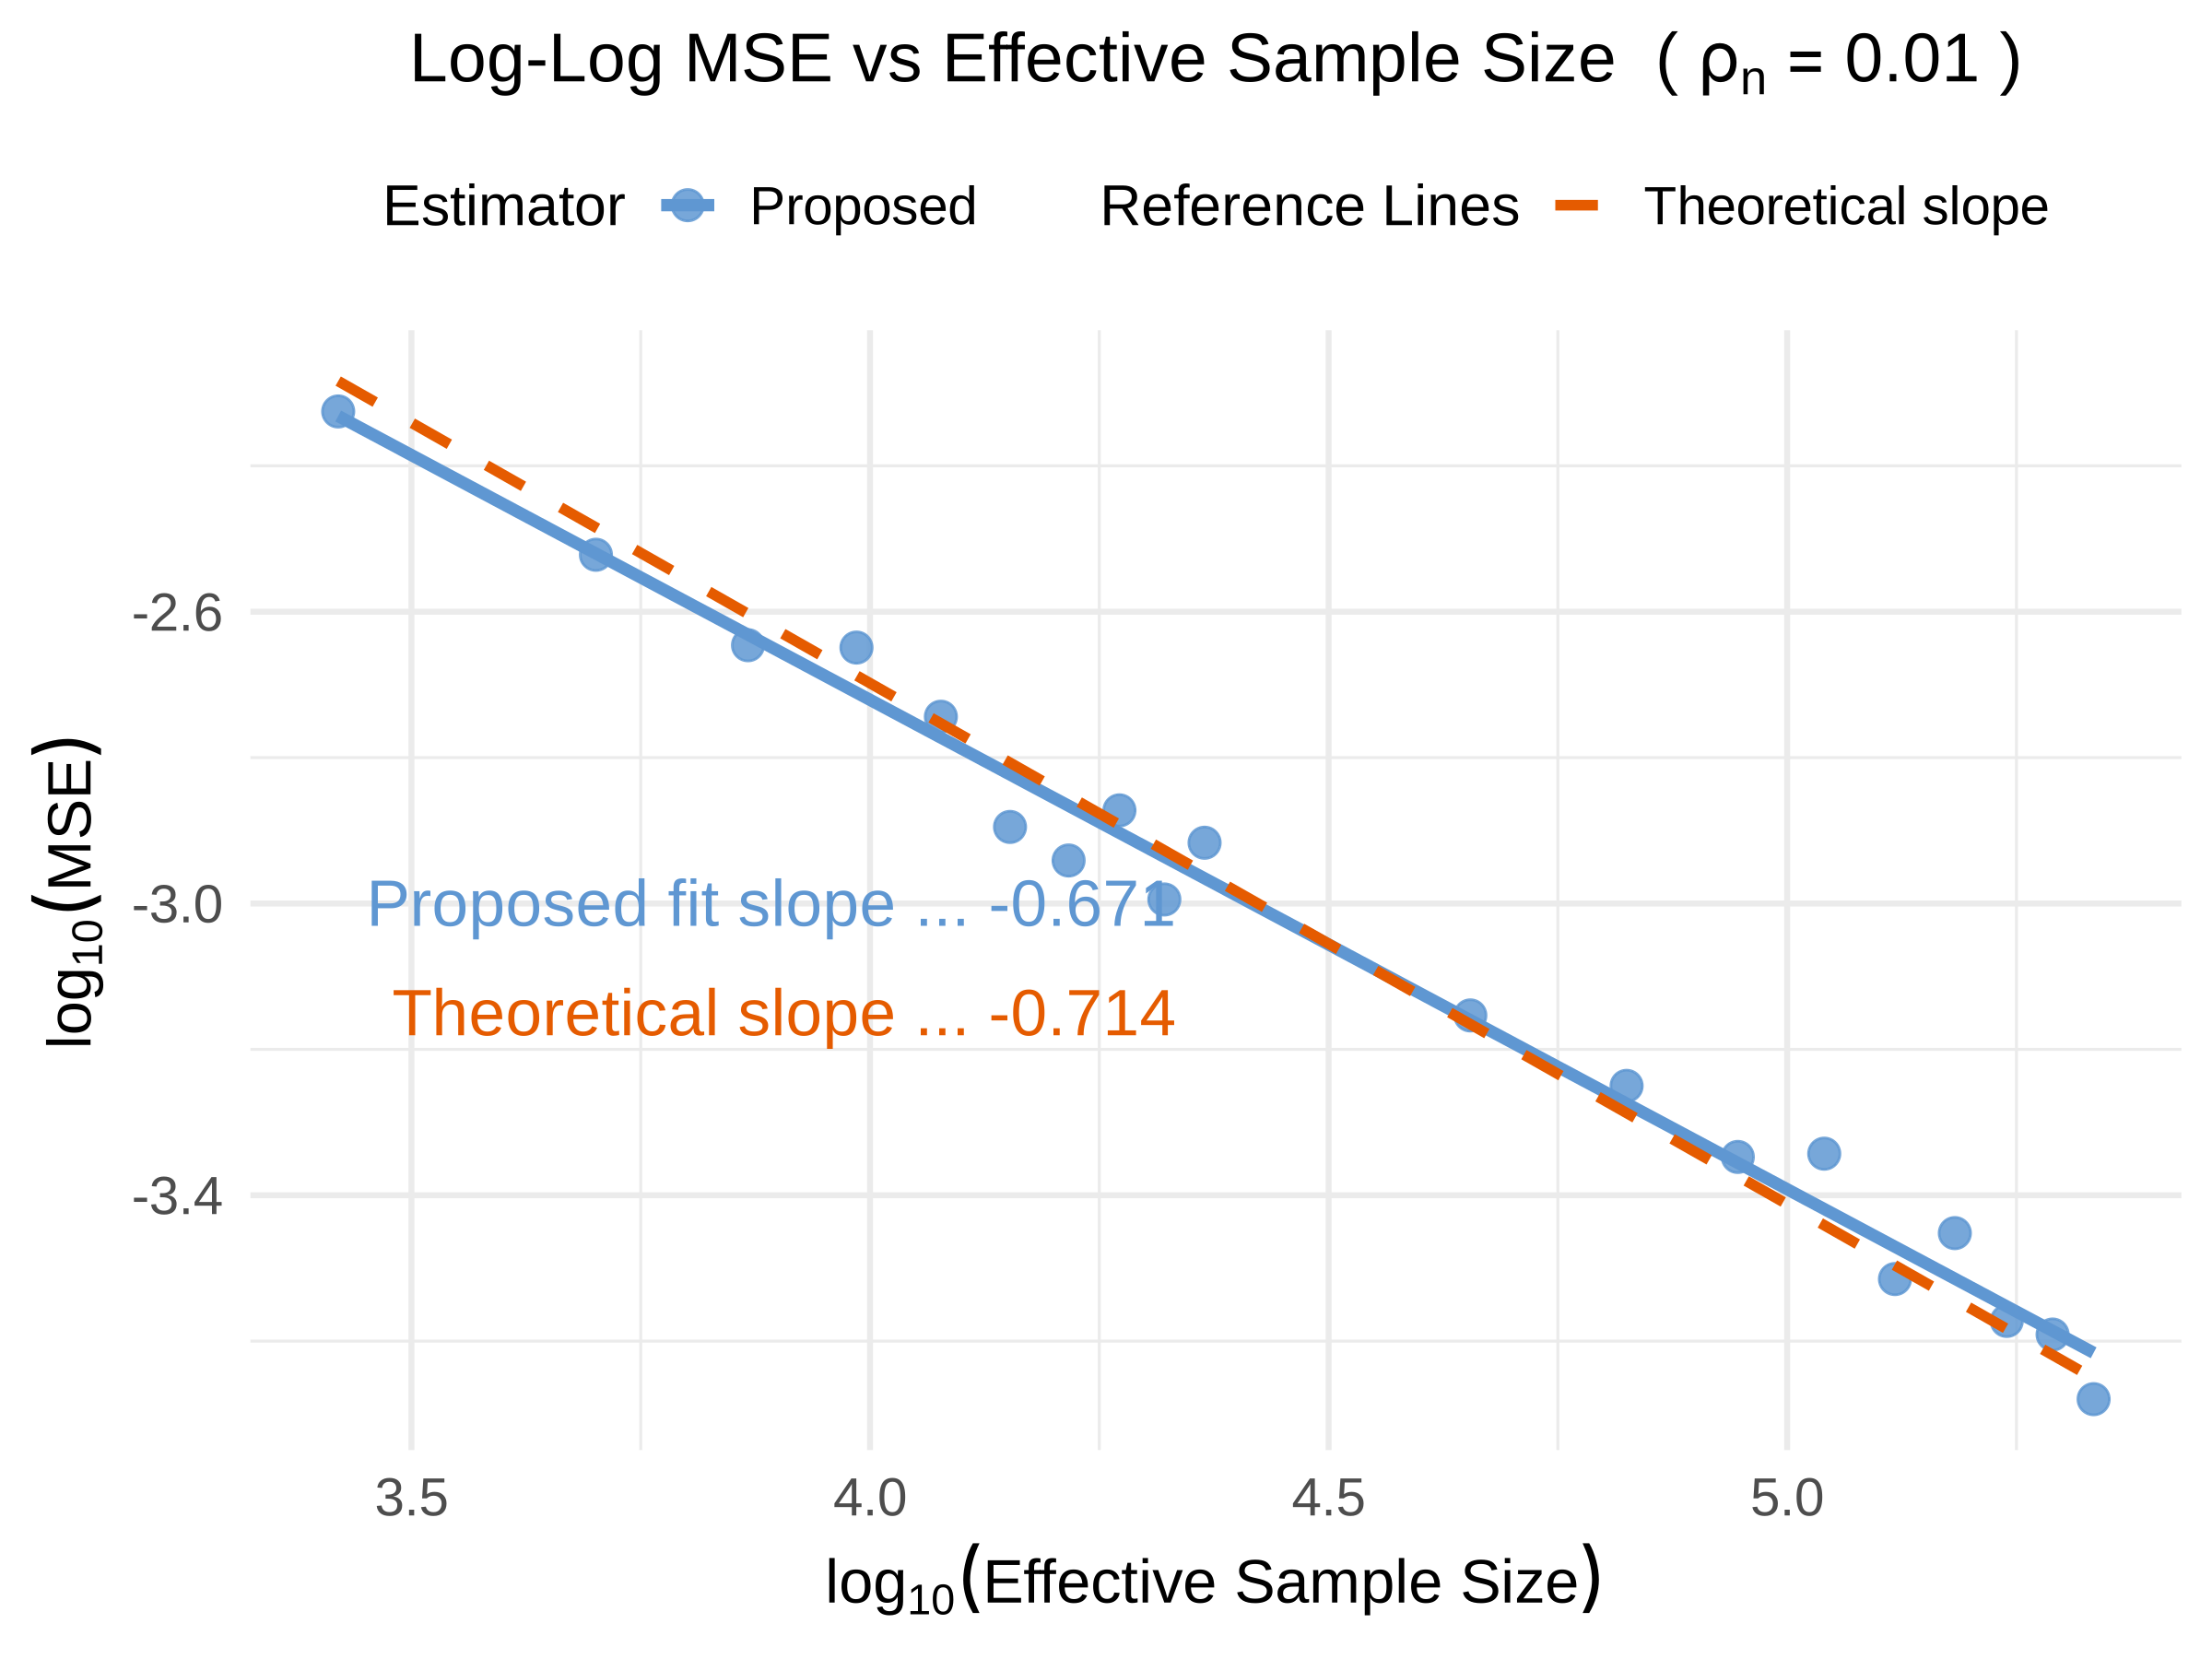 Log-Log MSE vs Effective Sample Size ( ρn = 0.01 )
Estimator Proposed Reference Lines Theoretical slope
-2.6
-3.0
-3.4
log10(MSE)
Proposed fit slope ... -0.671
Theoretical slope ... -0.714
3.5 4.0 4.5 5.0
log10(Effective Sample Size)